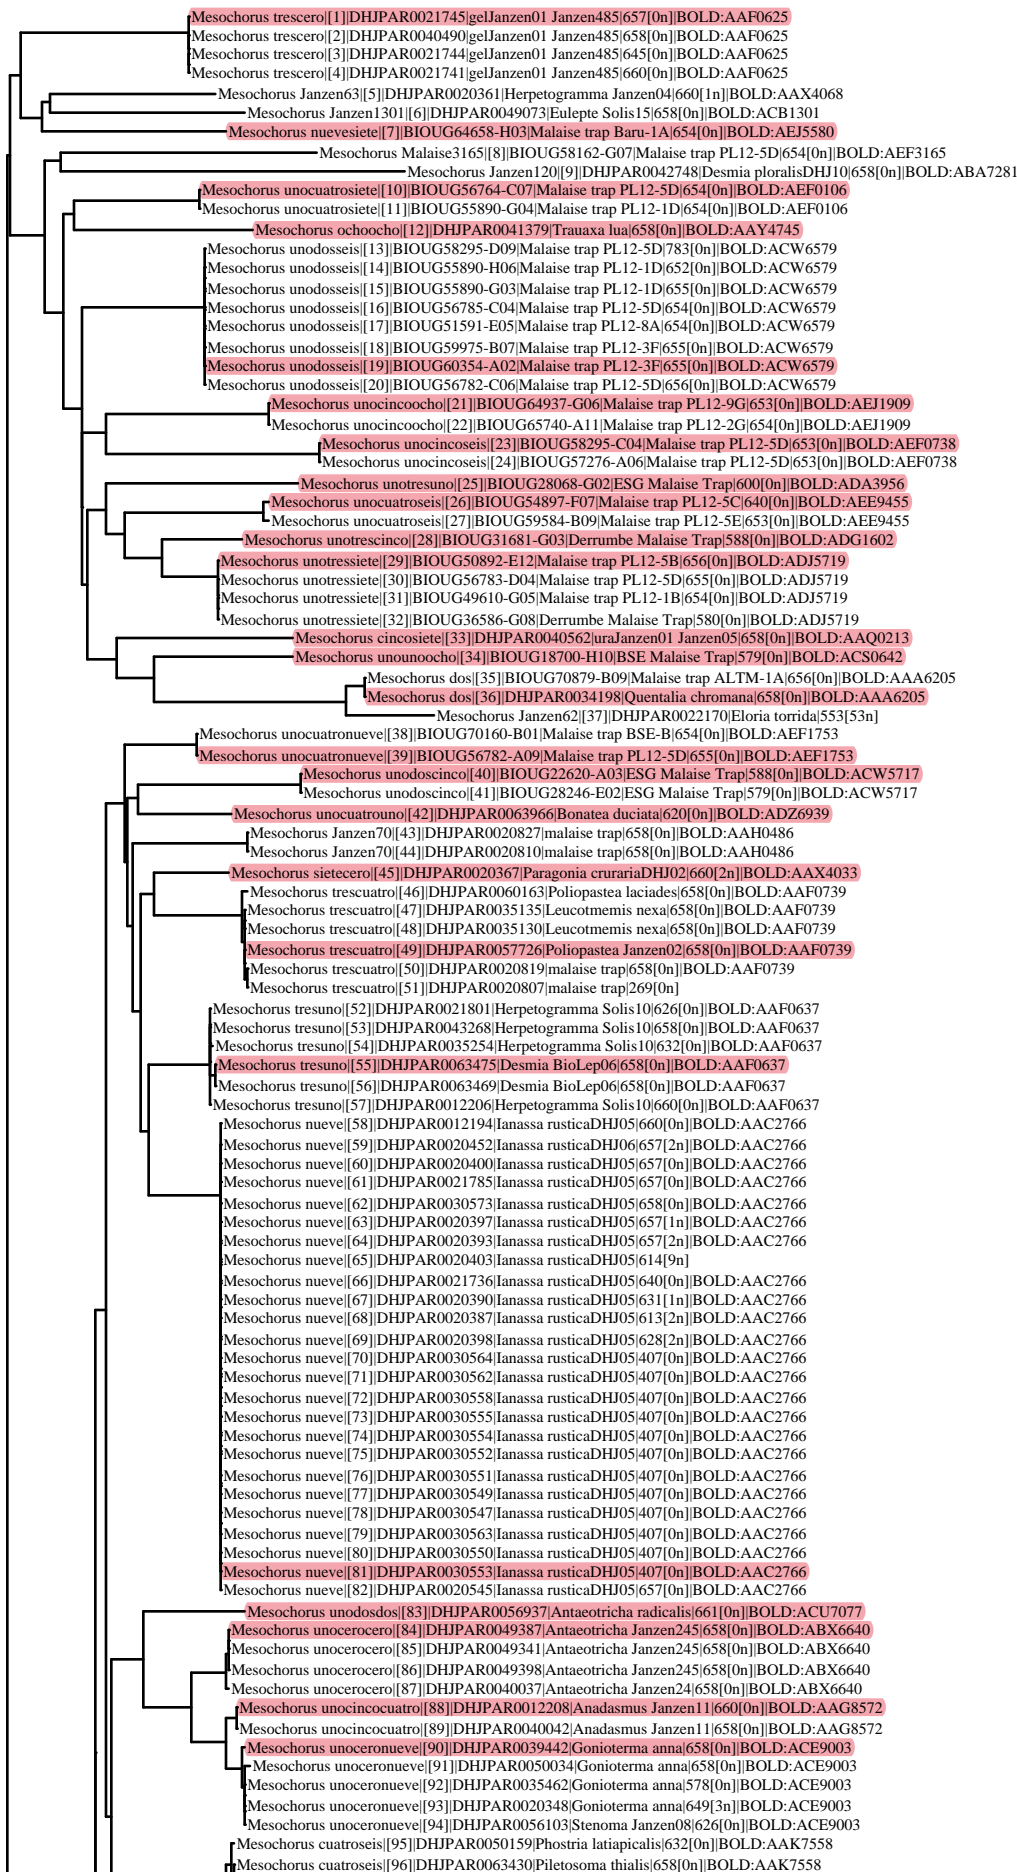 Mesochorus trescero|[1]|DHJPAR0021745|gelJanzen01 Janzen485|657[0n]|BOLD:AAF0625
Mesochorus trescero|[2]|DHJPAR0040490|gelJanzen01 Janzen485|658[0n]|BOLD:AAF0625
Mesochorus trescero|[3]|DHJPAR0021744|gelJanzen01 Janzen485|645[0n]|BOLD:AAF0625
Mesochorus trescero|[4]|DHJPAR0021741|gelJanzen01 Janzen485|660[0n]|BOLD:AAF0625
Mesochorus Janzen63|[5]|DHJPAR0020361|Herpetogramma Janzen04|660[1n]|BOLD:AAX4068
Mesochorus Janzen1301|[6]|DHJPAR0049073|Eulepte Solis15|658[0n]|BOLD:ACB1301
Mesochorus nuevesiete|[7]|BIOUG64658-H03|Malaise trap Baru-1A|654[0n]|BOLD:AEJ5580
Mesochorus Malaise3165|[8]|BIOUG58162-G07|Malaise trap PL12-5D|654[0n]|BOLD:AEF3165
Mesochorus Janzen120|[9]|DHJPAR0042748|Desmia ploralisDHJ10|658[0n]|BOLD:ABA7281
Mesochorus unocuatrosiete|[10]|BIOUG56764-C07|Malaise trap PL12-5D|654[0n]|BOLD:AEF0106
Mesochorus unocuatrosiete|[11]|BIOUG55890-G04|Malaise trap PL12-1D|654[0n]|BOLD:AEF0106
Mesochorus ochoocho|[12]|DHJPAR0041379|Trauaxa lua|658[0n]|BOLD:AAY4745
Mesochorus unodosseis|[13]|BIOUG58295-D09|Malaise trap PL12-5D|783[0n]|BOLD:ACW6579
Mesochorus unodosseis|[14]|BIOUG55890-H06|Malaise trap PL12-1D|652[0n]|BOLD:ACW6579
Mesochorus unodosseis|[15]|BIOUG55890-G03|Malaise trap PL12-1D|655[0n]|BOLD:ACW6579
Mesochorus unodosseis|[16]|BIOUG56785-C04|Malaise trap PL12-5D|654[0n]|BOLD:ACW6579
Mesochorus unodosseis|[17]|BIOUG51591-E05|Malaise trap PL12-8A|654[0n]|BOLD:ACW6579
Mesochorus unodosseis|[18]|BIOUG59975-B07|Malaise trap PL12-3F|655[0n]|BOLD:ACW6579
Mesochorus unodosseis|[19]|BIOUG60354-A02|Malaise trap PL12-3F|655[0n]|BOLD:ACW6579
Mesochorus unodosseis|[20]|BIOUG56782-C06|Malaise trap PL12-5D|656[0n]|BOLD:ACW6579
Mesochorus unocincoocho|[21]|BIOUG64937-G06|Malaise trap PL12-9G|653[0n]|BOLD:AEJ1909
Mesochorus unocincoocho|[22]|BIOUG65740-A11|Malaise trap PL12-2G|654[0n]|BOLD:AEJ1909
Mesochorus unocincoseis|[23]|BIOUG58295-C04|Malaise trap PL12-5D|653[0n]|BOLD:AEF0738
Mesochorus unocincoseis|[24]|BIOUG57276-A06|Malaise trap PL12-5D|653[0n]|BOLD:AEF0738
Mesochorus unotresuno|[25]|BIOUG28068-G02|ESG Malaise Trap|600[0n]|BOLD:ADA3956
Mesochorus unocuatroseis|[26]|BIOUG54897-F07|Malaise trap PL12-5C|640[0n]|BOLD:AEE9455
Mesochorus unocuatroseis|[27]|BIOUG59584-B09|Malaise trap PL12-5E|653[0n]|BOLD:AEE9455
Mesochorus unotrescinco|[28]|BIOUG31681-G03|Derrumbe Malaise Trap|588[0n]|BOLD:ADG1602
Mesochorus unotressiete|[29]|BIOUG50892-E12|Malaise trap PL12-5B|656[0n]|BOLD:ADJ5719
Mesochorus unotressiete|[30]|BIOUG56783-D04|Malaise trap PL12-5D|655[0n]|BOLD:ADJ5719
Mesochorus unotressiete|[31]|BIOUG49610-G05|Malaise trap PL12-1B|654[0n]|BOLD:ADJ5719
Mesochorus unotressiete|[32]|BIOUG36586-G08|Derrumbe Malaise Trap|580[0n]|BOLD:ADJ5719
Mesochorus cincosiete|[33]|DHJPAR0040562|uraJanzen01 Janzen05|658[0n]|BOLD:AAQ0213
Mesochorus unounoocho|[34]|BIOUG18700-H10|BSE Malaise Trap|579[0n]|BOLD:ACS0642
Mesochorus dos|[35]|BIOUG70879-B09|Malaise trap ALTM-1A|656[0n]|BOLD:AAA6205
Mesochorus dos|[36]|DHJPAR0034198|Quentalia chromana|658[0n]|BOLD:AAA6205
Mesochorus Janzen62|[37]|DHJPAR0022170|Eloria torrida|553[53n]
Mesochorus unocuatronueve|[38]|BIOUG70160-B01|Malaise trap BSE-B|654[0n]|BOLD:AEF1753
Mesochorus unocuatronueve|[39]|BIOUG56782-A09|Malaise trap PL12-5D|655[0n]|BOLD:AEF1753
Mesochorus unodoscinco|[40]|BIOUG22620-A03|ESG Malaise Trap|588[0n]|BOLD:ACW5717
Mesochorus unodoscinco|[41]|BIOUG28246-E02|ESG Malaise Trap|579[0n]|BOLD:ACW5717
Mesochorus unocuatrouno|[42]|DHJPAR0063966|Bonatea duciata|620[0n]|BOLD:ADZ6939
Mesochorus Janzen70|[43]|DHJPAR0020827|malaise trap|658[0n]|BOLD:AAH0486
Mesochorus Janzen70|[44]|DHJPAR0020810|malaise trap|658[0n]|BOLD:AAH0486
Mesochorus sietecero|[45]|DHJPAR0020367|Paragonia crurariaDHJ02|660[2n]|BOLD:AAX4033
Mesochorus trescuatro|[46]|DHJPAR0060163|Poliopastea laciades|658[0n]|BOLD:AAF0739
Mesochorus trescuatro|[47]|DHJPAR0035135|Leucotmemis nexa|658[0n]|BOLD:AAF0739
Mesochorus trescuatro|[48]|DHJPAR0035130|Leucotmemis nexa|658[0n]|BOLD:AAF0739
Mesochorus trescuatro|[49]|DHJPAR0057726|Poliopastea Janzen02|658[0n]|BOLD:AAF0739
Mesochorus trescuatro|[50]|DHJPAR0020819|malaise trap|658[0n]|BOLD:AAF0739
Mesochorus trescuatro|[51]|DHJPAR0020807|malaise trap|269[0n]
Mesochorus tresuno|[52]|DHJPAR0021801|Herpetogramma Solis10|626[0n]|BOLD:AAF0637
Mesochorus tresuno|[53]|DHJPAR0043268|Herpetogramma Solis10|658[0n]|BOLD:AAF0637
Mesochorus tresuno|[54]|DHJPAR0035254|Herpetogramma Solis10|632[0n]|BOLD:AAF0637
Mesochorus tresuno|[55]|DHJPAR0063475|Desmia BioLep06|658[0n]|BOLD:AAF0637
Mesochorus tresuno|[56]|DHJPAR0063469|Desmia BioLep06|658[0n]|BOLD:AAF0637
Mesochorus tresuno|[57]|DHJPAR0012206|Herpetogramma Solis10|660[0n]|BOLD:AAF0637
Mesochorus nueve|[58]|DHJPAR0012194|Ianassa rusticaDHJ05|660[0n]|BOLD:AAC2766
Mesochorus nueve|[59]|DHJPAR0020452|Ianassa rusticaDHJ06|657[2n]|BOLD:AAC2766
Mesochorus nueve|[60]|DHJPAR0020400|Ianassa rusticaDHJ05|657[0n]|BOLD:AAC2766
Mesochorus nueve|[61]|DHJPAR0021785|Ianassa rusticaDHJ05|657[0n]|BOLD:AAC2766
Mesochorus nueve|[62]|DHJPAR0030573|Ianassa rusticaDHJ05|658[0n]|BOLD:AAC2766
Mesochorus nueve|[63]|DHJPAR0020397|Ianassa rusticaDHJ05|657[1n]|BOLD:AAC2766
Mesochorus nueve|[64]|DHJPAR0020393|Ianassa rusticaDHJ05|657[2n]|BOLD:AAC2766
Mesochorus nueve|[65]|DHJPAR0020403|Ianassa rusticaDHJ05|614[9n]
Mesochorus nueve|[66]|DHJPAR0021736|Ianassa rusticaDHJ05|640[0n]|BOLD:AAC2766
Mesochorus nueve|[67]|DHJPAR0020390|Ianassa rusticaDHJ05|631[1n]|BOLD:AAC2766
Mesochorus nueve|[68]|DHJPAR0020387|Ianassa rusticaDHJ05|613[2n]|BOLD:AAC2766
Mesochorus nueve|[69]|DHJPAR0020398|Ianassa rusticaDHJ05|628[2n]|BOLD:AAC2766
Mesochorus nueve|[70]|DHJPAR0030564|Ianassa rusticaDHJ05|407[0n]|BOLD:AAC2766
Mesochorus nueve|[71]|DHJPAR0030562|Ianassa rusticaDHJ05|407[0n]|BOLD:AAC2766
Mesochorus nueve|[72]|DHJPAR0030558|Ianassa rusticaDHJ05|407[0n]|BOLD:AAC2766
Mesochorus nueve|[73]|DHJPAR0030555|Ianassa rusticaDHJ05|407[0n]|BOLD:AAC2766
Mesochorus nueve|[74]|DHJPAR0030554|Ianassa rusticaDHJ05|407[0n]|BOLD:AAC2766
Mesochorus nueve|[75]|DHJPAR0030552|Ianassa rusticaDHJ05|407[0n]|BOLD:AAC2766
Mesochorus nueve|[76]|DHJPAR0030551|Ianassa rusticaDHJ05|407[0n]|BOLD:AAC2766
Mesochorus nueve|[77]|DHJPAR0030549|Ianassa rusticaDHJ05|407[0n]|BOLD:AAC2766
Mesochorus nueve|[78]|DHJPAR0030547|Ianassa rusticaDHJ05|407[0n]|BOLD:AAC2766
Mesochorus nueve|[79]|DHJPAR0030563|Ianassa rusticaDHJ05|407[0n]|BOLD:AAC2766
Mesochorus nueve|[80]|DHJPAR0030550|Ianassa rusticaDHJ05|407[0n]|BOLD:AAC2766
Mesochorus nueve|[81]|DHJPAR0030553|Ianassa rusticaDHJ05|407[0n]|BOLD:AAC2766
Mesochorus nueve|[82]|DHJPAR0020545|Ianassa rusticaDHJ05|657[0n]|BOLD:AAC2766
Mesochorus unodosdos|[83]|DHJPAR0056937|Antaeotricha radicalis|661[0n]|BOLD:ACU7077
Mesochorus unocerocero|[84]|DHJPAR0049387|Antaeotricha Janzen245|658[0n]|BOLD:ABX6640
Mesochorus unocerocero|[85]|DHJPAR0049341|Antaeotricha Janzen245|658[0n]|BOLD:ABX6640
Mesochorus unocerocero|[86]|DHJPAR0049398|Antaeotricha Janzen245|658[0n]|BOLD:ABX6640
Mesochorus unocerocero|[87]|DHJPAR0040037|Antaeotricha Janzen24|658[0n]|BOLD:ABX6640
Mesochorus unocincocuatro|[88]|DHJPAR0012208|Anadasmus Janzen11|660[0n]|BOLD:AAG8572
Mesochorus unocincocuatro|[89]|DHJPAR0040042|Anadasmus Janzen11|658[0n]|BOLD:AAG8572
Mesochorus unoceronueve|[90]|DHJPAR0039442|Gonioterma anna|658[0n]|BOLD:ACE9003
Mesochorus unoceronueve|[91]|DHJPAR0050034|Gonioterma anna|658[0n]|BOLD:ACE9003
Mesochorus unoceronueve|[92]|DHJPAR0035462|Gonioterma anna|578[0n]|BOLD:ACE9003
Mesochorus unoceronueve|[93]|DHJPAR0020348|Gonioterma anna|649[3n]|BOLD:ACE9003
Mesochorus unoceronueve|[94]|DHJPAR0056103|Stenoma Janzen08|626[0n]|BOLD:ACE9003
Mesochorus cuatroseis|[95]|DHJPAR0050159|Phostria latiapicalis|632[0n]|BOLD:AAK7558
Mesochorus cuatroseis|[96]|DHJPAR0063430|Piletosoma thialis|658[0n]|BOLD:AAK7558